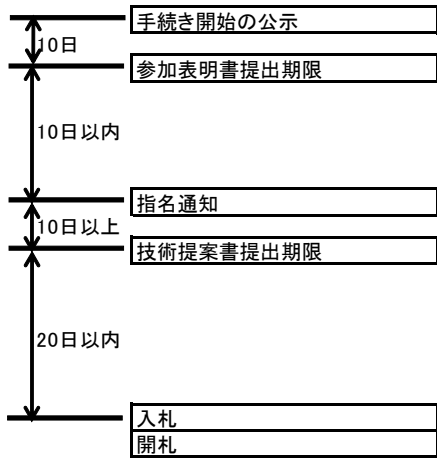 手続き開始の公示
10日
参加表明書提出期限
10日以内
指名通知
10日以上
技術提案書提出期限
20日以内
入札
開札